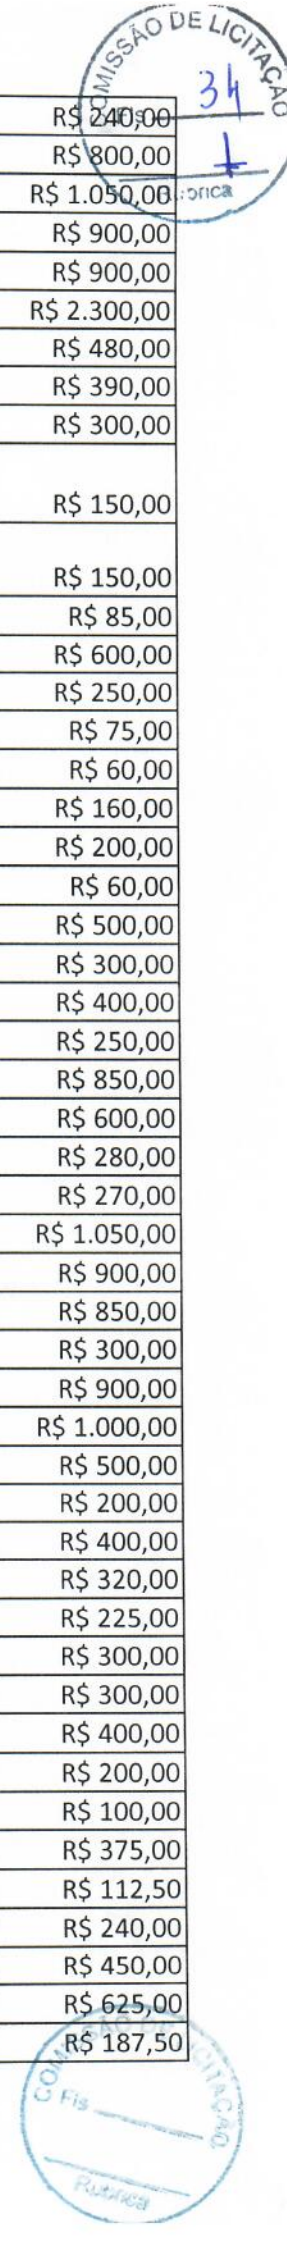 COMISSÃO DE LICITAÇÃO
34
Fls
R$ 240,00
R$ 800,00
R$ 1.050,00
Rubrica
R$ 900,00
R$ 900,00
R$ 2.300,00
R$ 480,00
R$ 390,00
R$ 300,00
R$ 150,00
R$ 150,00
R$ 85,00
R$ 600,00
R$ 250,00
R$ 75,00
R$ 60,00
R$ 160,00
R$ 200,00
R$ 60,00
R$ 500,00
R$ 300,00
R$ 400,00
R$ 250,00
R$ 850,00
R$ 600,00
R$ 280,00
R$ 270,00
R$ 1.050,00
R$ 900,00
R$ 850,00
R$ 300,00
R$ 900,00
R$ 1.000,00
R$ 500,00
R$ 200,00
R$ 400,00
R$ 320,00
R$ 225,00
R$ 300,00
R$ 300,00
R$ 400,00
R$ 200,00
R$ 100,00
R$ 375,00
R$ 112,50
R$ 240,00
R$ 450,00
R$ 625,00
R$ 187,50
COMISSÃO DE LICITAÇÃO
Fls
Rubrica